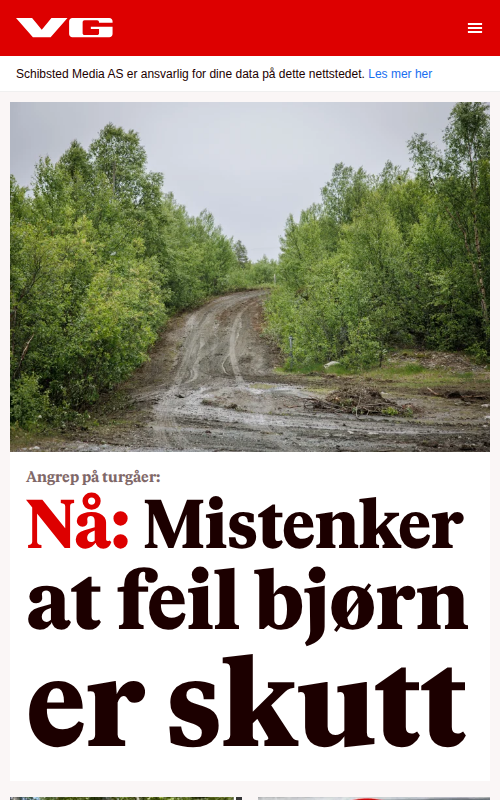 VG
Schibsted Media AS er ansvarlig for dine data på dette nettstedet. Les mer her
Angrep på turgåer:
Nå: Mistenker
at feil bjørn
er skutt